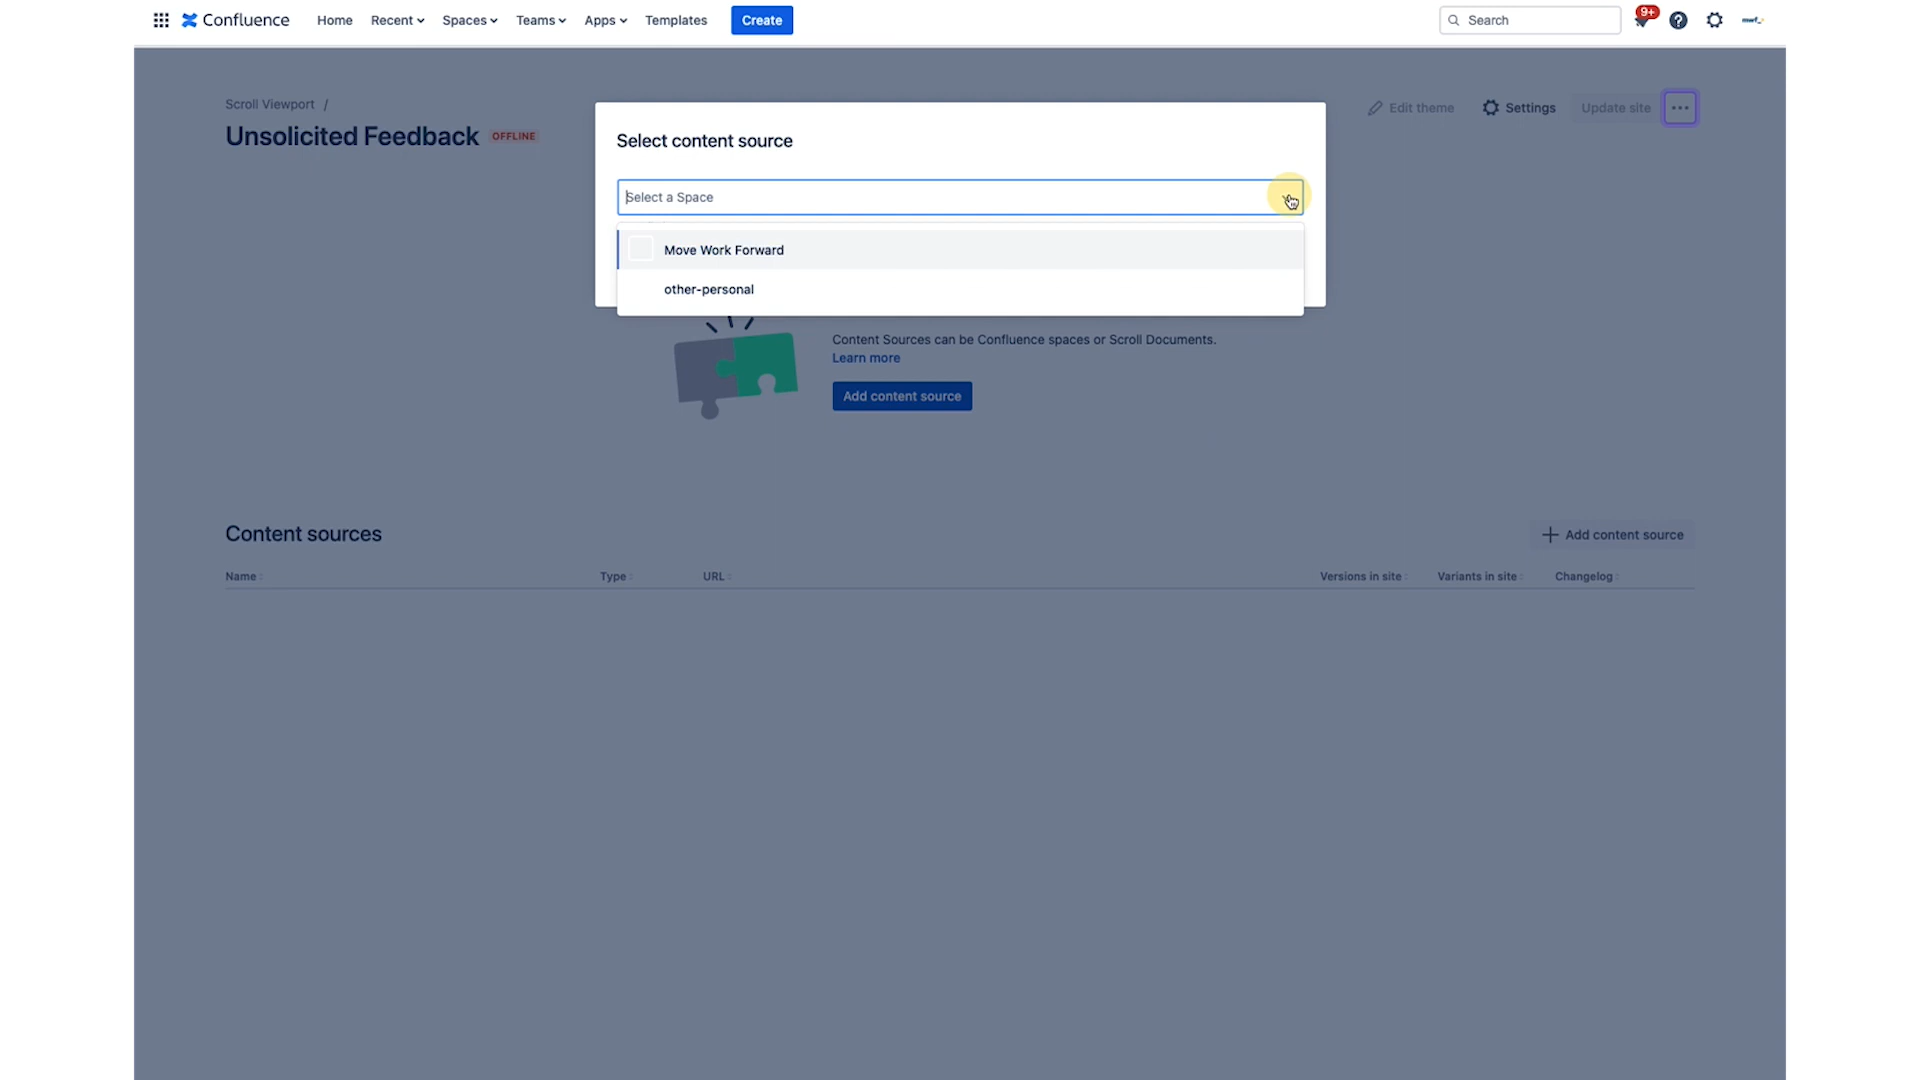 Confluence Home Recent Spaces Teams Apps Templates Create Search 9+
Scroll Viewport /
Unsolicited Feedback OFFLINE
Edit theme Settings Update site
Select content source
Select a Space
Move Work Forward
other-personal
Content Sources can be Confluence spaces or Scroll Documents.
Learn more
Add content source
Content sources
Add content source
Name Type URL Versions in site Variants in site Changelog